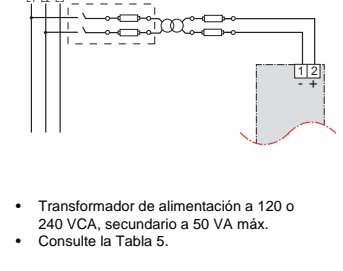 L1 L2 L3
1 2
- +
• Transformador de alimentación a 120 o
240 VCA, secundario a 50 VA máx.
• Consulte la Tabla 5.